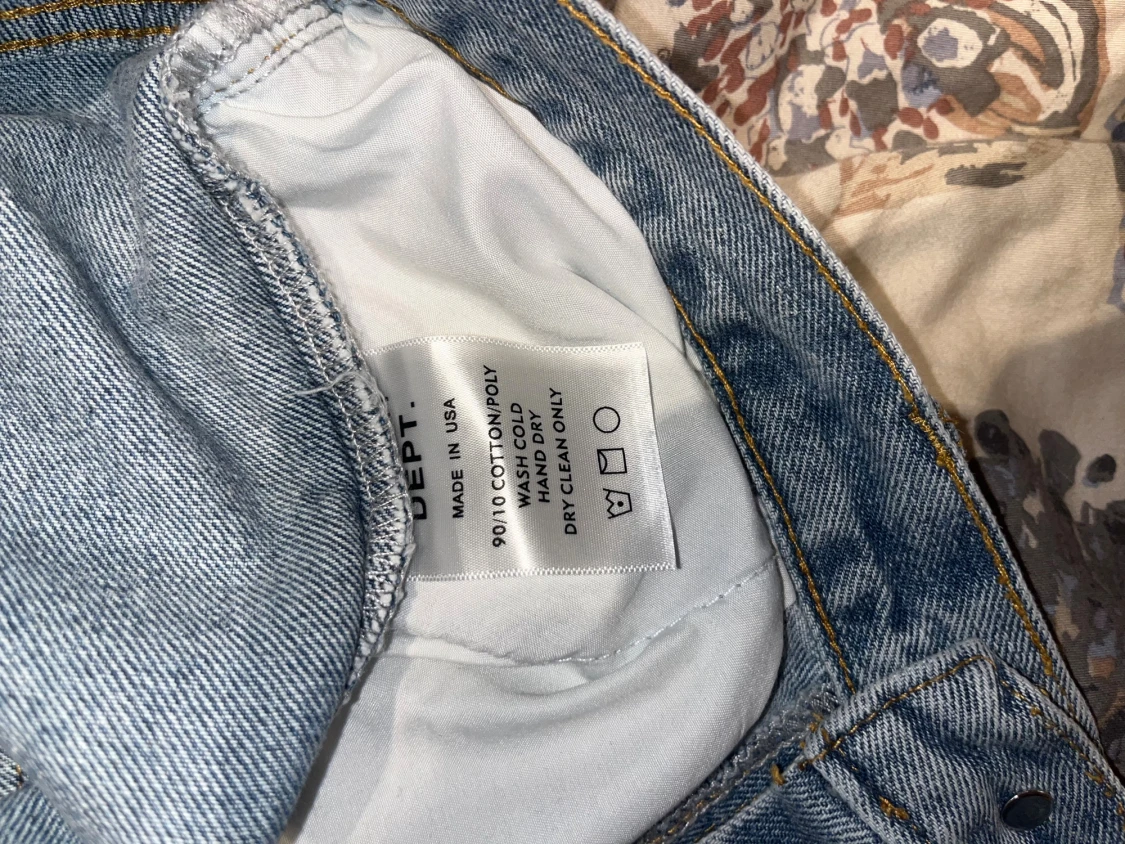 DEPT.
MADE IN USA
90/10 COTTON/POLY
WASH COLD
HAND DRY
DRY CLEAN ONLY